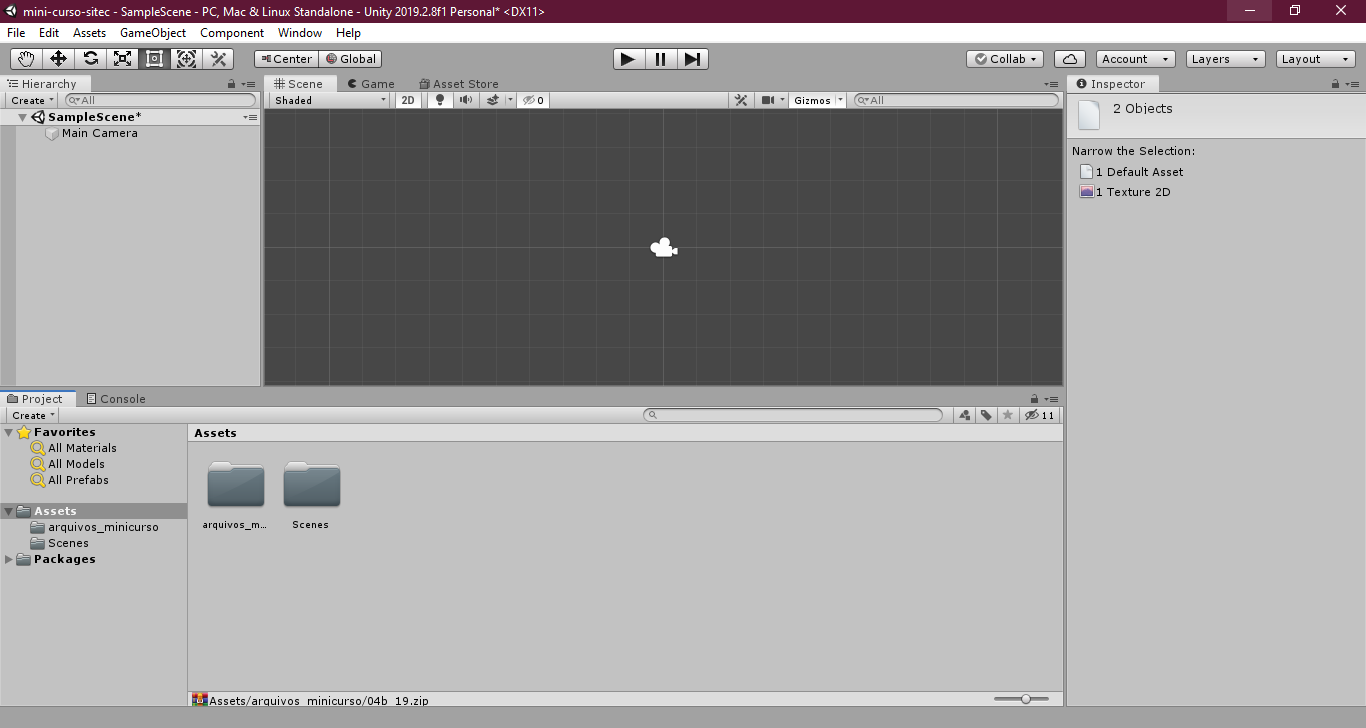 mini-curso-sitec - SampleScene - PC, Mac & Linux Standalone - Unity 2019.2.8f1 Personal* <DX11>
File Edit Assets GameObject Component Window Help
Center Global Collab Account Layers Layout
Hierarchy
Create All
SampleScene*
Main Camera
Scene Game Asset Store
Shaded 2D 0 Gizmos All
Inspector
2 Objects
Narrow the Selection:
1 Default Asset
1 Texture 2D
Project Console
Create 11
Favorites
All Materials
All Models
All Prefabs
Assets
arquivos_minicurso
Scenes
Packages
Assets
arquivos_m... Scenes
Assets/arquivos_minicurso/04b_19.zip